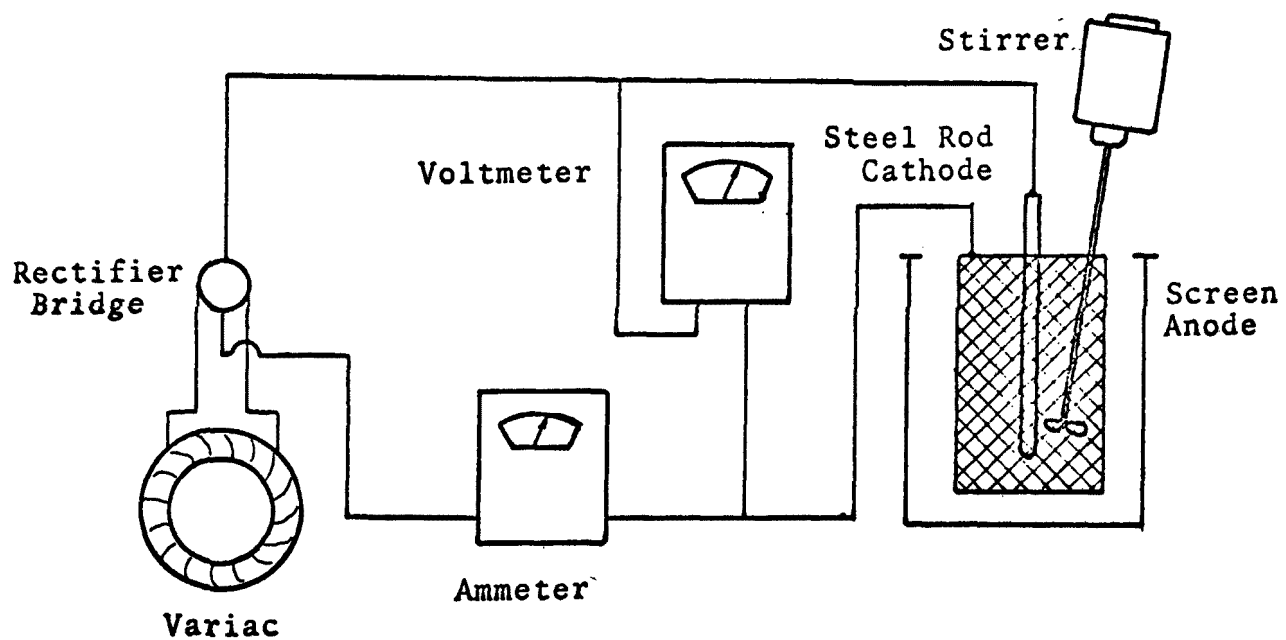 Stirrer
Steel Rod
Cathode
Voltmeter
Rectifier
Bridge
Screen
Anode
Ammeter
Variac